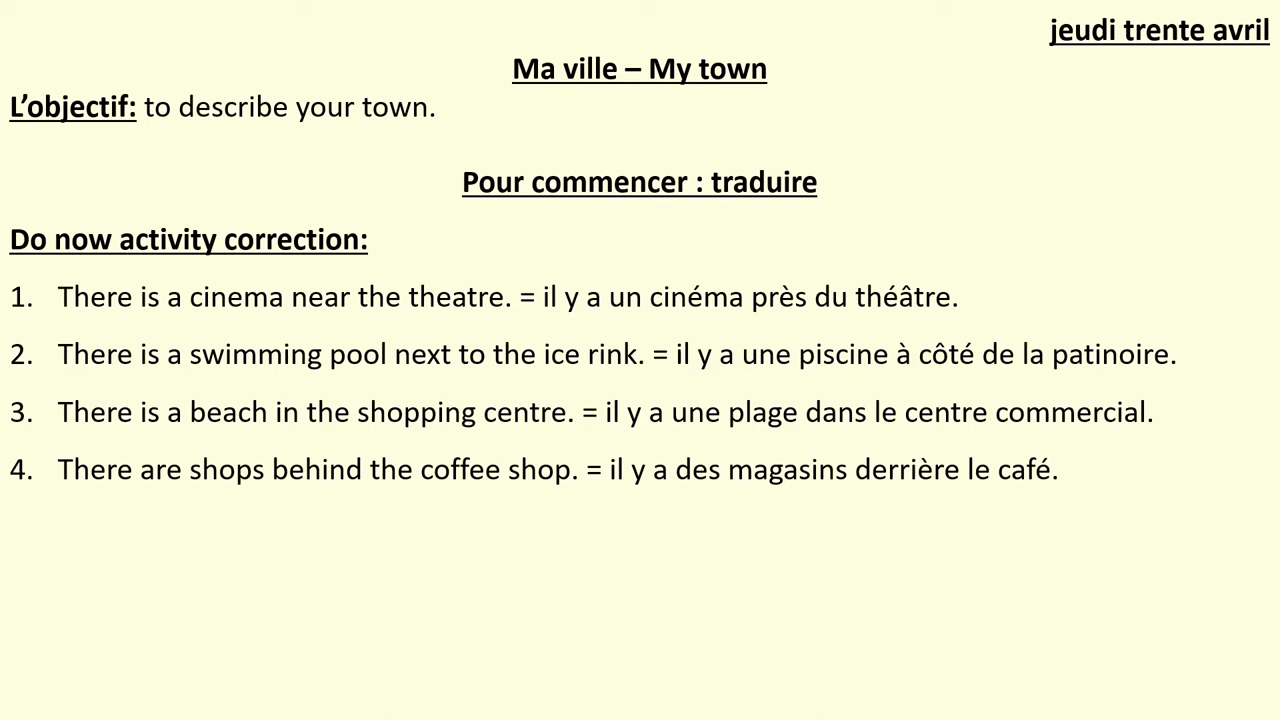 jeudi trente avril
Ma ville – My town
L’objectif: to describe your town.
Pour commencer : traduire
Do now activity correction:
1. There is a cinema near the theatre. = il y a un cinéma près du théâtre.
2. There is a swimming pool next to the ice rink. = il y a une piscine à côté de la patinoire.
3. There is a beach in the shopping centre. = il y a une plage dans le centre commercial.
4. There are shops behind the coffee shop. = il y a des magasins derrière le café.